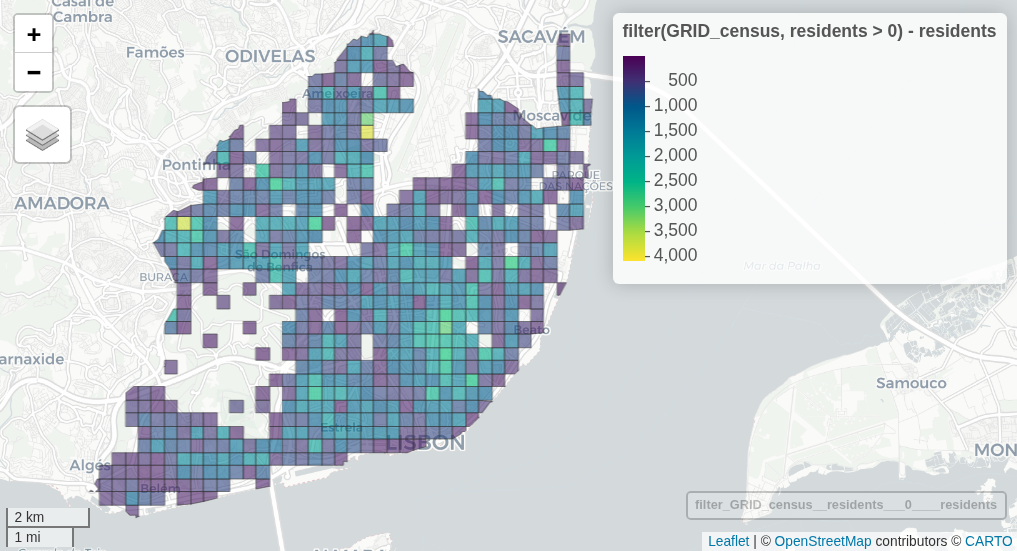 Casal de
Cambra
+
−
Famões
ODIVELAS
SACAVÉM
Ameixoeira
Moscavide
Pontinha
PARQUE
DAS NAÇÕES
AMADORA
São Domingos
de Benfica
BURACA
Beato
arnaxide
Estrela
LISBON
Algés
Belém
filter(GRID_census, residents > 0) - residents
500
1,000
1,500
2,000
2,500
3,000
3,500
4,000
Mar da Palha
Samouco
MON
filter_GRID_census__residents___0____residents
2 km
1 mi
Leaflet | © OpenStreetMap contributors © CARTO